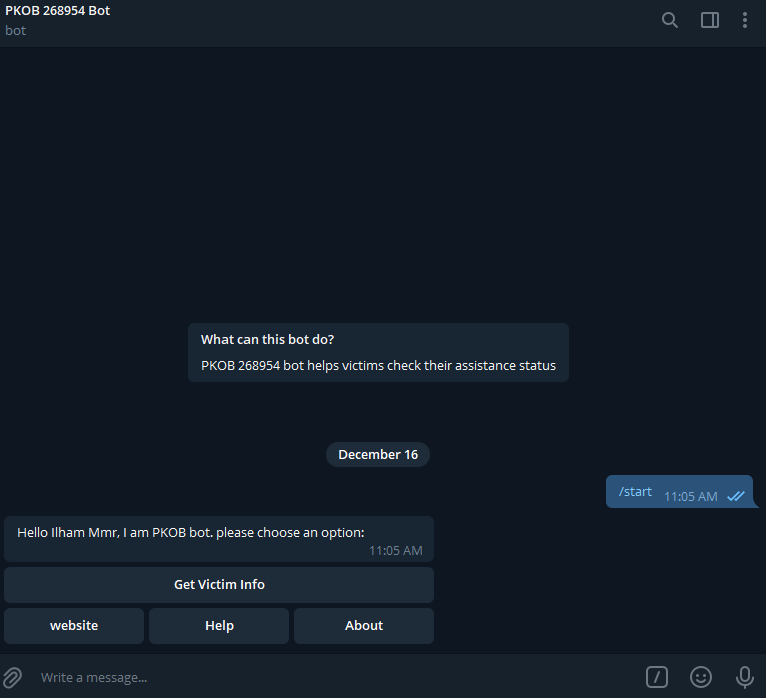 PKOB 268954 Bot
bot
What can this bot do?
PKOB 268954 bot helps victims check their assistance status
December 16
/start 11:05 AM
Hello Ilham Mmr, I am PKOB bot. please choose an option:
11:05 AM
Get Victim Info
website Help About
Write a message...